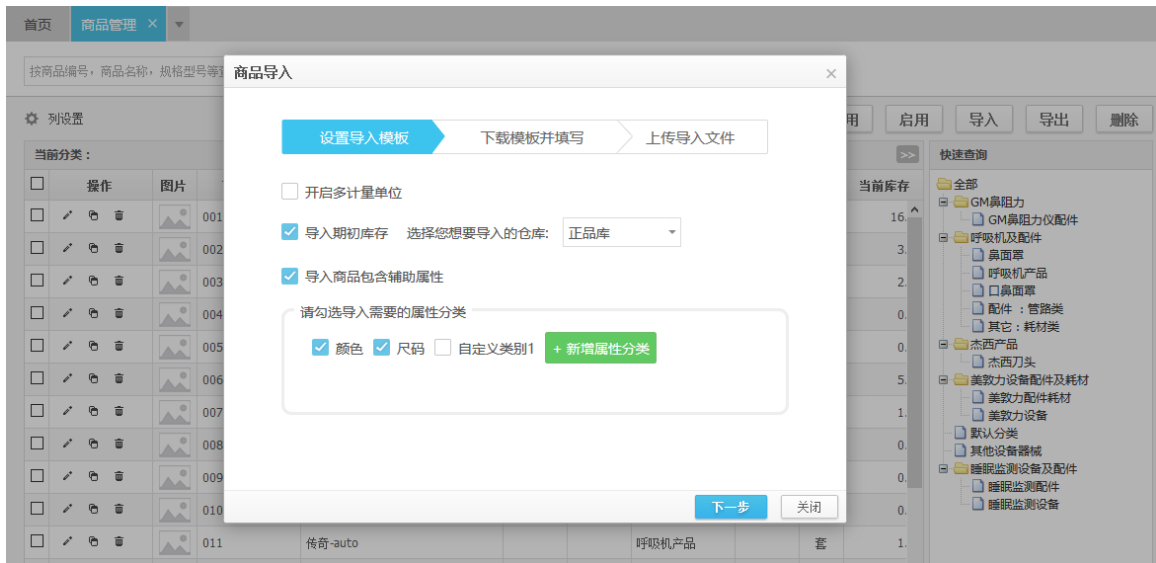 首页 商品管理 ×
按商品编号，商品名称，规格型号等
商品导入 ×
列设置
用 启用 导入 导出 删除
设置导入模板 下载模板并填写 上传导入文件
当前分类： >> 快速查询
操作 图片 当前库存
开启多计量单位
导入期初库存 选择您想要导入的仓库: 正品库
导入商品包含辅助属性
请勾选导入需要的属性分类
颜色 尺码 自定义类别1 + 新增属性分类
下一步 关闭
001 16.
002 3.
003 2.
004 0.
005 0.
006 5.
007 1.
008 0.
009 0.
010 0.
011 传奇-auto 呼吸机产品 套 1.
全部
GM鼻阻力
GM鼻阻力仪配件
呼吸机及配件
鼻面罩
呼吸机产品
口鼻面罩
配件 ：管路类
其它：耗材类
杰西产品
杰西刀头
美敦力设备配件及耗材
美敦力配件耗材
美敦力设备
默认分类
其他设备器械
睡眠监测设备及配件
睡眠监测配件
睡眠监测设备